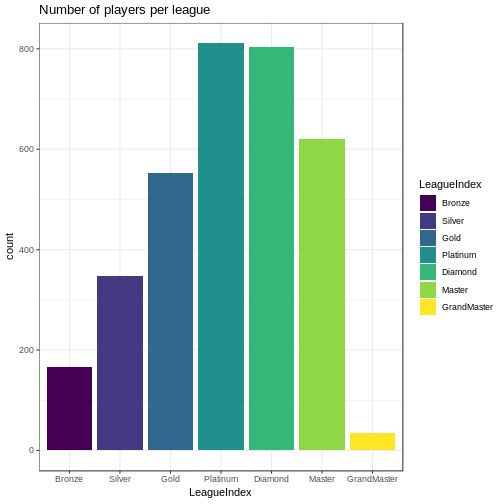 Number of players per league
800
600
400
200
0
count
Bronze Silver Gold Platinum Diamond Master GrandMaster
LeagueIndex
LeagueIndex
Bronze
Silver
Gold
Platinum
Diamond
Master
GrandMaster